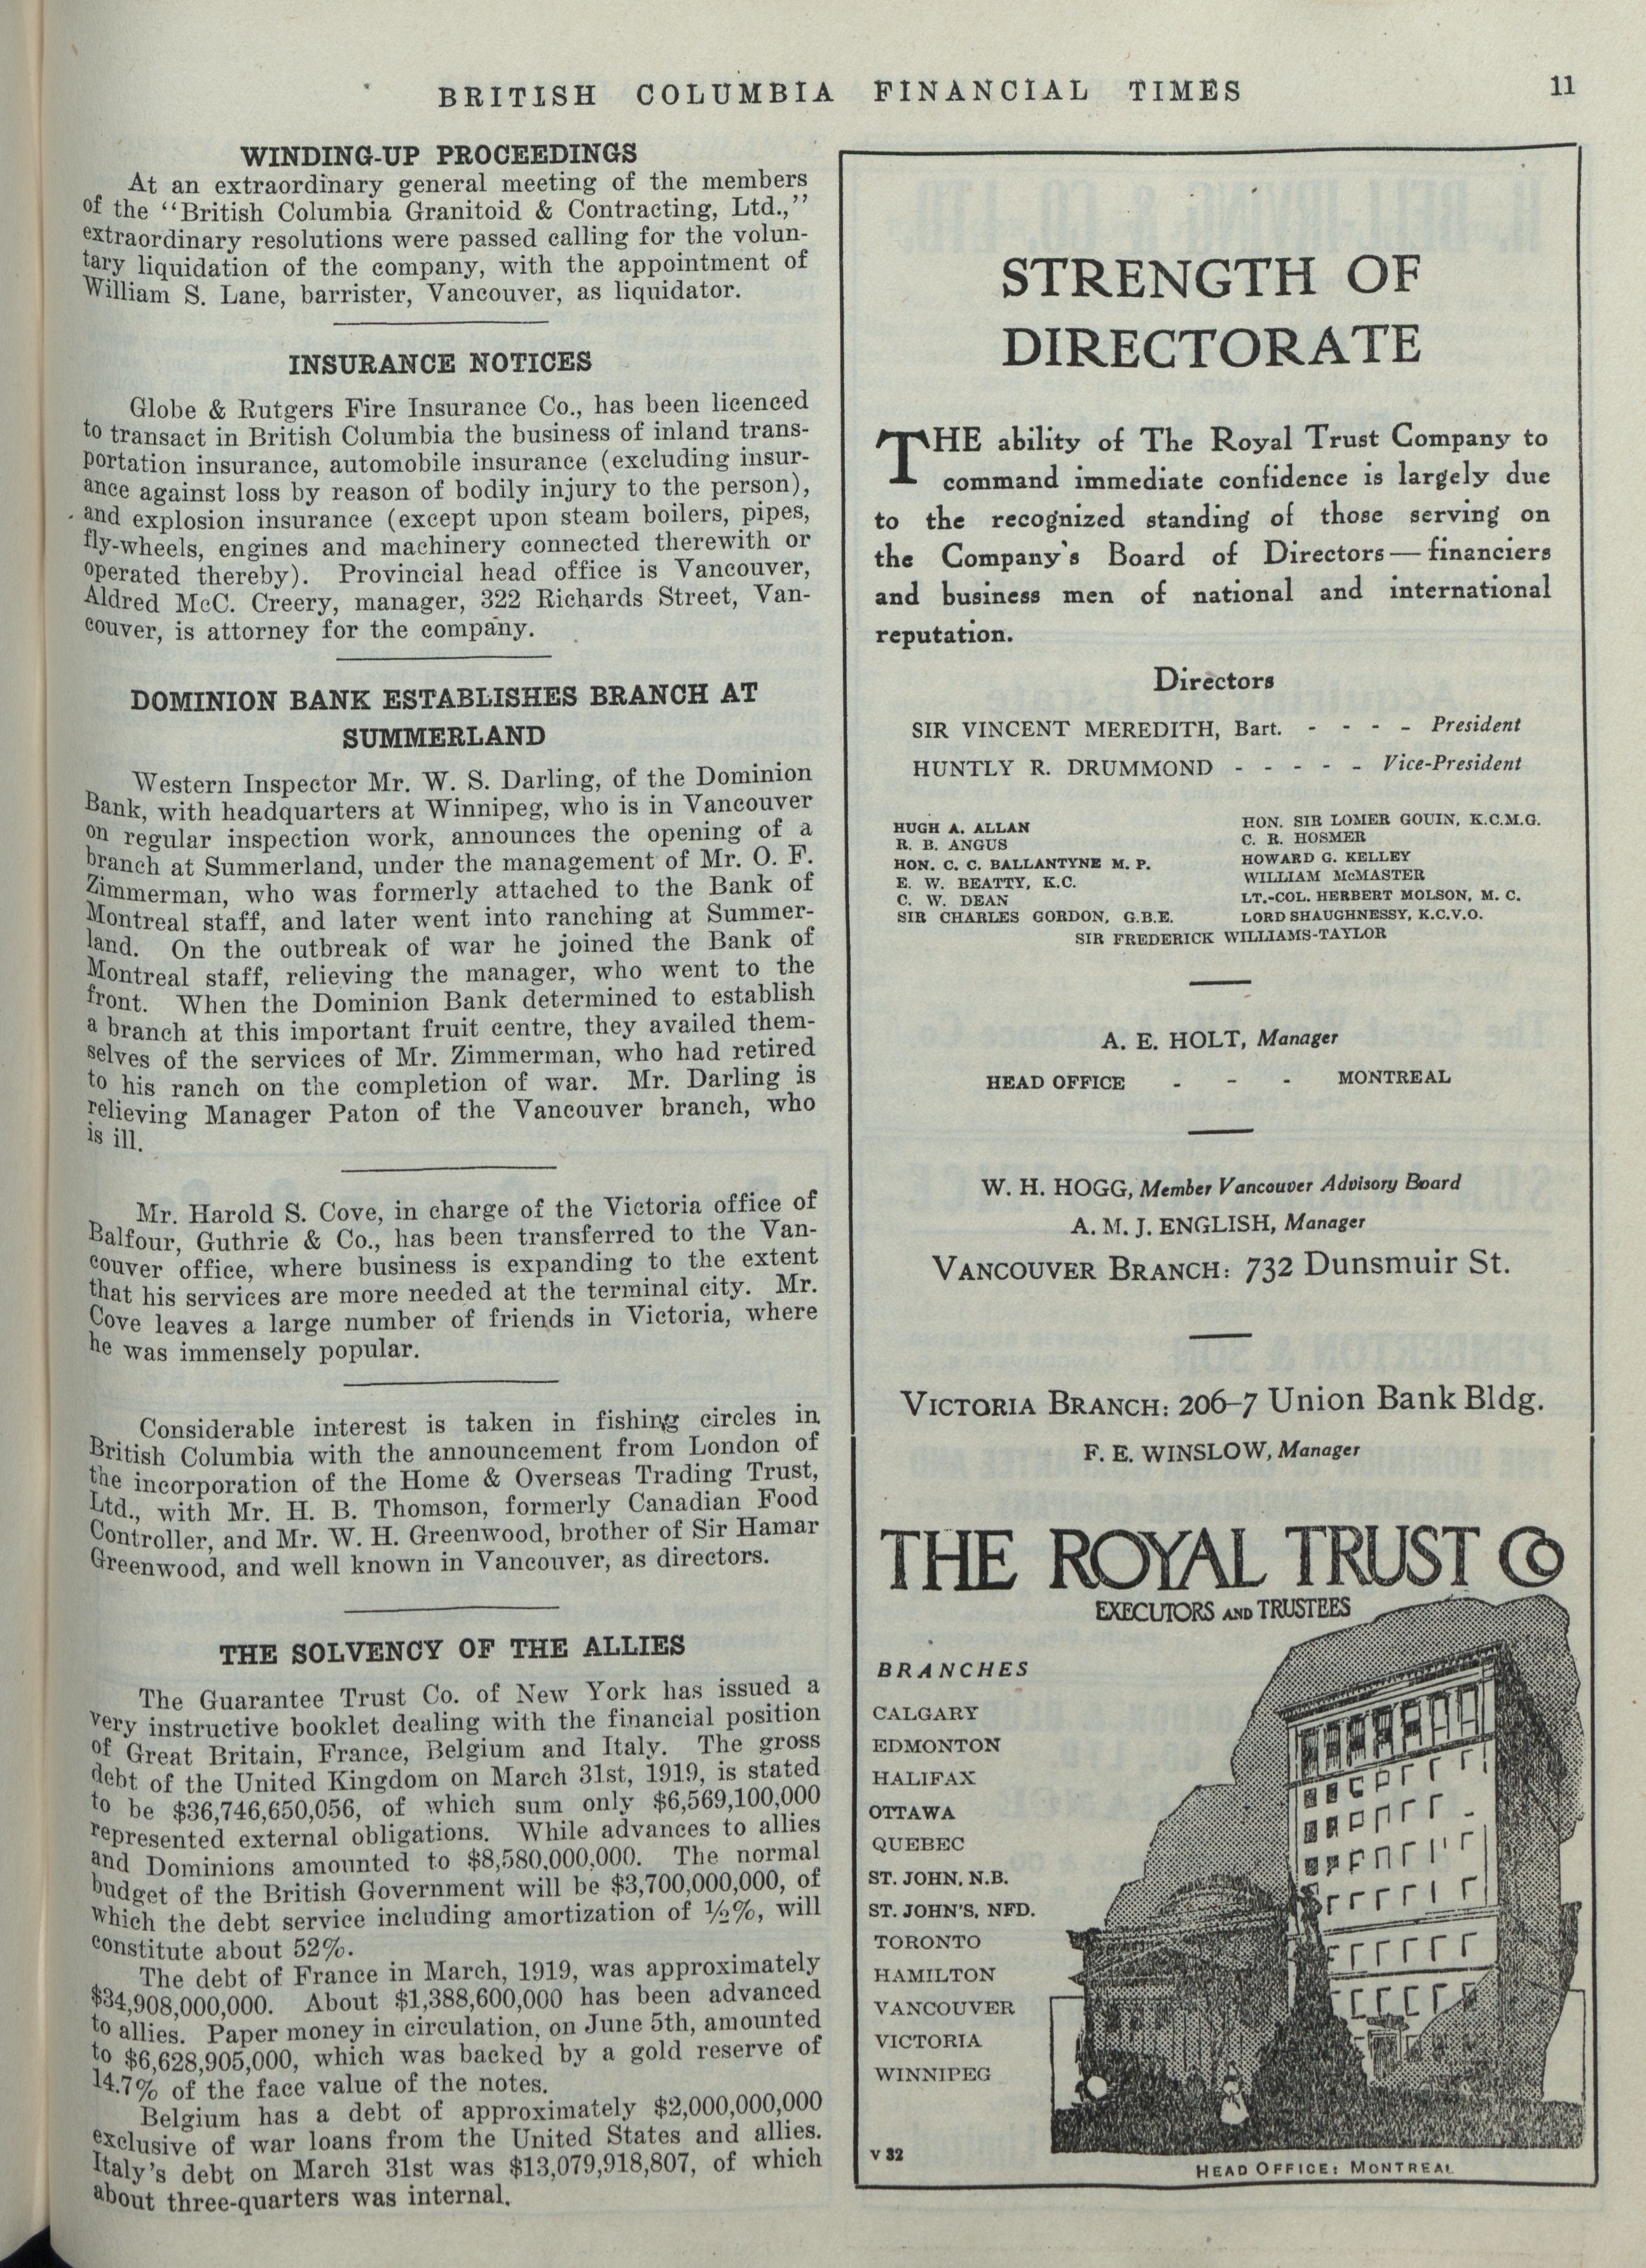 BRITISH COLUMBIA FINANCIAL TIMES
11
WINDING-UP PROCEEDINGS
At an extraordinary general meeting of the members
of the "British Columbia Granitoid & Contracting, Ltd.,"
extraordinary resolutions were passed calling for the volun-
tary liquidation of the company, with the appointment of
William S. Lane, barrister, Vancouver, as liquidator.
INSURANCE NOTICES
Globe & Rutgers Fire Insurance Co., has been licenced
to transact in British Columbia the business of inland trans-
portation insurance, automobile insurance (excluding insur-
ance against loss by reason of bodily injury to the person),
and explosion insurance (except upon steam boilers, pipes,
fly-wheels, engines and machinery connected therewith or
operated thereby). Provincial head office is Vancouver,
Aldred McC. Creery, manager, 322 Richards Street, Van-
couver, is attorney for the company.
DOMINION BANK ESTABLISHES BRANCH AT
SUMMERLAND
Western Inspector Mr. W. S. Darling, of the Dominion
Bank, with headquarters at Winnipeg, who is in Vancouver
on regular inspection work, announces the opening of a
branch at Summerland, under the management of Mr. O. F.
Zimmerman, who was formerly attached to the Bank of
Montreal staff, and later went into ranching at Summer-
land. On the outbreak of war he joined the Bank of
Montreal staff, relieving the manager, who went to the
front. When the Dominion Bank determined to establish
a branch at this important fruit centre, they availed them-
selves of the services of Mr. Zimmerman, who had retired
to his ranch on the completion of war. Mr. Darling is
relieving Manager Paton of the Vancouver branch, who
is ill.
Mr. Harold S. Cove, in charge of the Victoria office of
Balfour, Guthrie & Co., has been transferred to the Van-
couver office, where business is expanding to the extent
that his services are more needed at the terminal city. Mr.
Cove leaves a large number of friends in Victoria, where
he was immensely popular.
Considerable interest is taken in fishing circles in
British Columbia with the announcement from London of
the incorporation of the Home & Overseas Trading Trust,
Ltd., with Mr. H. B. Thomson, formerly Canadian Food
Controller, and Mr. W. H. Greenwood, brother of Sir Hamar
Greenwood, and well known in Vancouver, as directors.
THE SOLVENCY OF THE ALLIES
The Guarantee Trust Co. of New York has issued a
very instructive booklet dealing with the financial position
of Great Britain, France, Belgium and Italy. The gross
debt of the United Kingdom on March 31st, 1919, is stated
to be $36,746,650,056, of which sum only $6,569,100,000
represented external obligations. While advances to allies
and Dominions amounted to $8,580,000,000. The normal
budget of the British Government will be $3,700,000,000, of
which the debt service including amortization of ½%, will
constitute about 52%.
The debt of France in March, 1919, was approximately
$34,908,000,000. About $1,388,600,000 has been advanced
to allies. Paper money in circulation, on June 5th, amounted
to $6,628,905,000, which was backed by a gold reserve of
14.7% of the face value of the notes.
Belgium has a debt of approximately $2,000,000,000
exclusive of war loans from the United States and allies.
Italy's debt on March 31st was $13,079,918,807, of which
about three-quarters was internal.
STRENGTH OF
DIRECTORATE
THE ability of The Royal Trust Company to
command immediate confidence is largely due
to the recognized standing of those serving on
the Company's Board of Directors—financiers
and business men of national and international
reputation.
Directors
SIR VINCENT MEREDITH, Bart. - - - - President
HUNTLY R. DRUMMOND - - - - - Vice-President
HUGH A. ALLAN
R. B. ANGUS
HON. C. C. BALLANTYNE M. P.
E. W. BEATTY, K.C.
C. W. DEAN
SIR CHARLES GORDON, G.B.E.
HON. SIR LOMER GOUIN, K.C.M.G.
C. R. HOSMER
HOWARD G. KELLEY
WILLIAM McMASTER
LT.-COL. HERBERT MOLSON, M. C.
LORD SHAUGHNESSY, K.C.V.O.
SIR FREDERICK WILLIAMS-TAYLOR
A. E. HOLT, Manager
HEAD OFFICE - - - MONTREAL
W. H. HOGG, Member Vancouver Advisory Board
A. M. J. ENGLISH, Manager
VANCOUVER BRANCH: 732 Dunsmuir St.
VICTORIA BRANCH: 206-7 Union Bank Bldg.
F. E. WINSLOW, Manager
THE ROYAL TRUST CO
EXECUTORS AND TRUSTEES
BRANCHES
CALGARY
EDMONTON
HALIFAX
OTTAWA
QUEBEC
ST. JOHN, N.B.
ST. JOHN'S, NFD.
TORONTO
HAMILTON
VANCOUVER
VICTORIA
WINNIPEG
V 32
HEAD OFFICE: MONTREAL